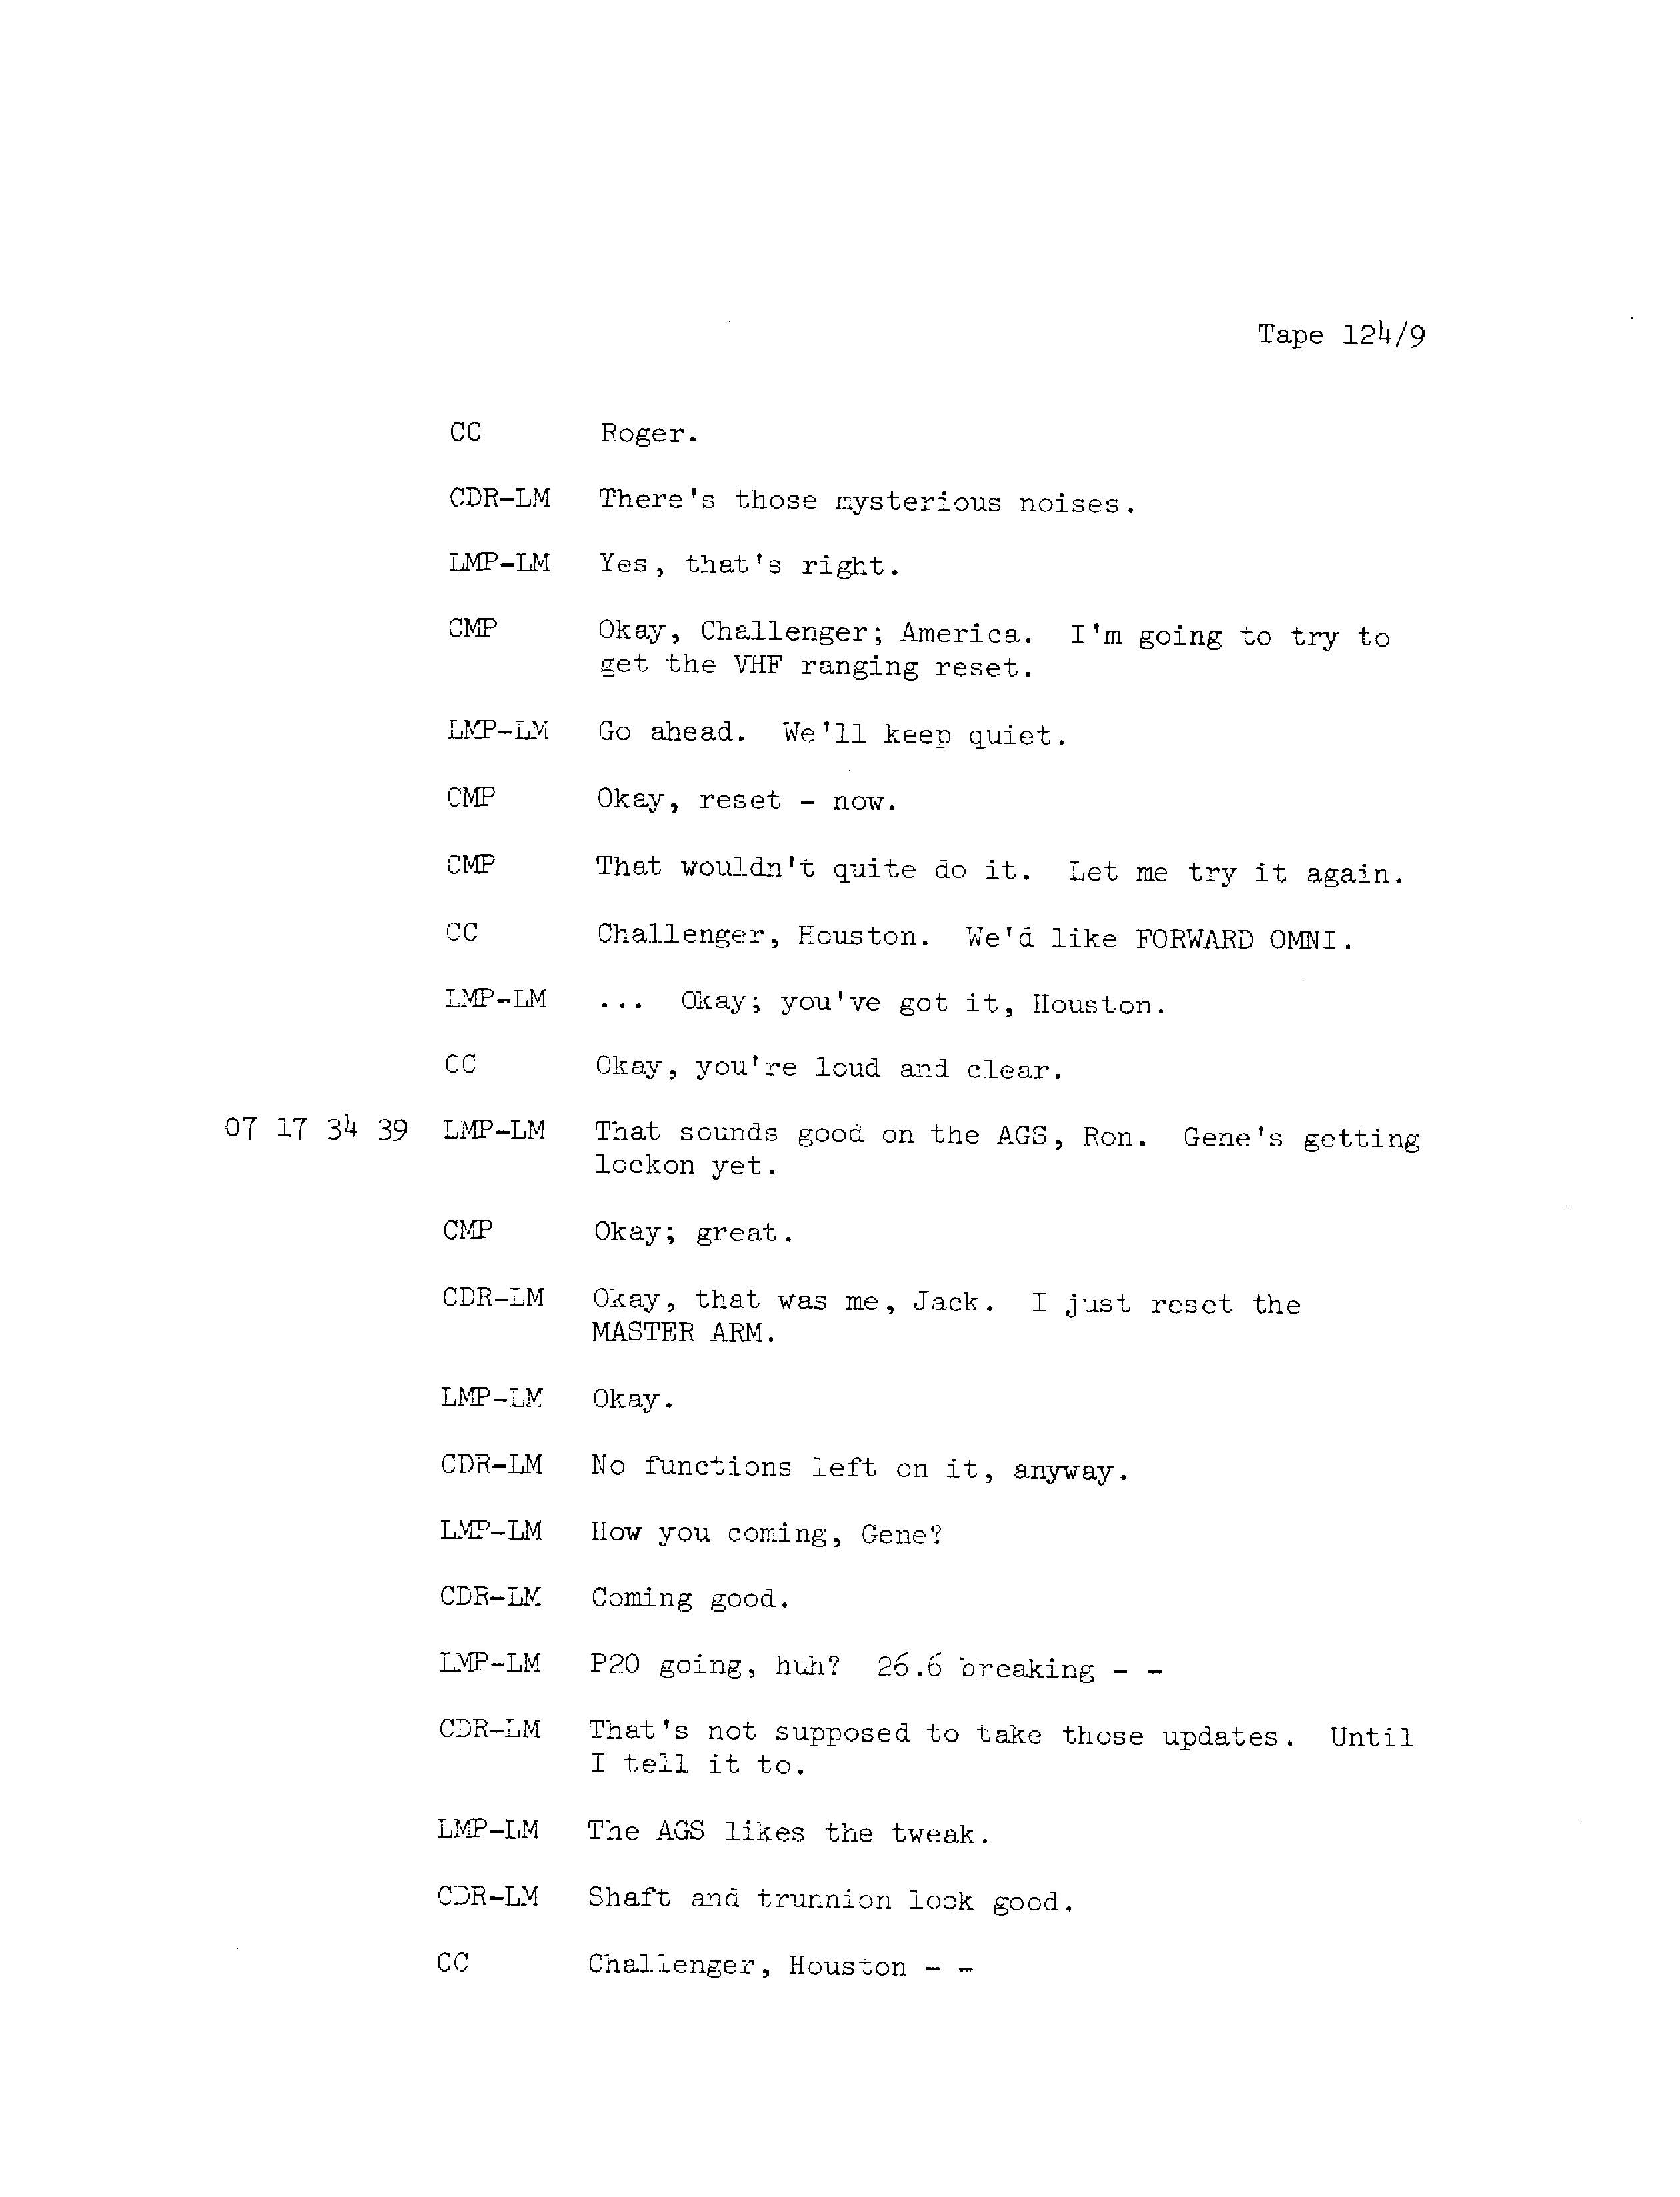 Tape 124/9
CC Roger.
CDR-LM There's those mysterious noises.
LMP-LM Yes, that's right.
CMP Okay, Challenger; America. I'm going to try to
get the VHF ranging reset.
LMP-LM Go ahead. We'll keep quiet.
CMP Okay, reset - now.
CMP That wouldn't quite do it. Let me try it again.
CC Challenger, Houston. We'd like FORWARD OMNI.
LMP-LM ... Okay; you've got it, Houston.
CC Okay, you're loud and clear.
07 17 34 39 LMP-LM That sounds good on the AGS, Ron. Gene's getting
lockon yet.
CMP Okay; great.
CDR-LM Okay, that was me, Jack. I just reset the
MASTER ARM.
LMP-LM Okay.
CDR-LM No functions left on it, anyway.
LMP-LM How you coming, Gene?
CDR-LM Coming good.
LMP-LM P20 going, huh? 26.6 breaking - -
CDR-LM That's not supposed to take those updates. Until
I tell it to.
LMP-LM The AGS likes the tweak.
CDR-LM Shaft and trunnion look good.
CC Challenger, Houston - -